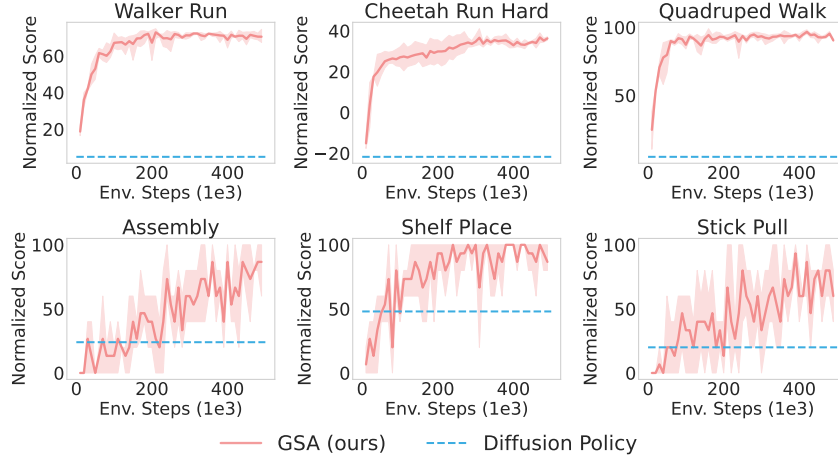 Walker Run
Cheetah Run Hard
Quadruped Walk
Normalized Score
60
40
20
0
200
400
Env. Steps (1e3)
Normalized Score
40
20
0
−20
0
200
400
Env. Steps (1e3)
Normalized Score
100
50
0
200
400
Env. Steps (1e3)
Assembly
Shelf Place
Stick Pull
Normalized Score
100
50
0
0
200
400
Env. Steps (1e3)
Normalized Score
100
50
0
0
200
400
Env. Steps (1e3)
Normalized Score
100
50
0
0
200
400
Env. Steps (1e3)
GSA (ours)
Diffusion Policy